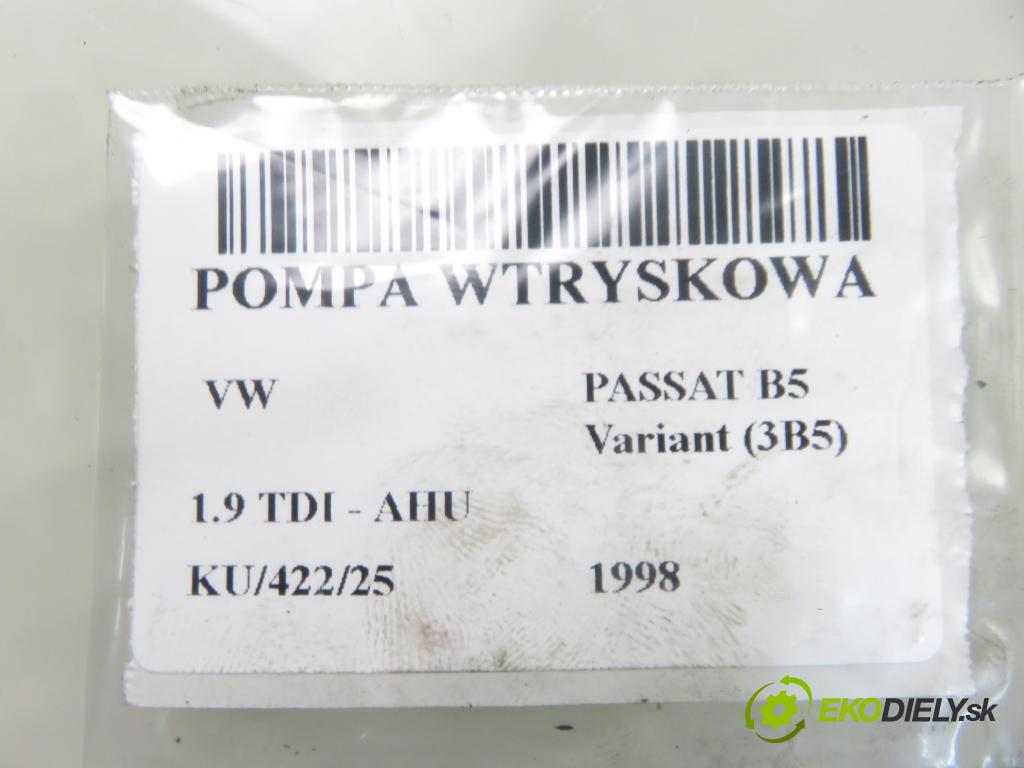 POMPA WTRYSKOWA
VW
PASSAT B5
Variant (3B5)
1.9 TDI - AHU
KU/422/25
1998
EKODIELY.sk